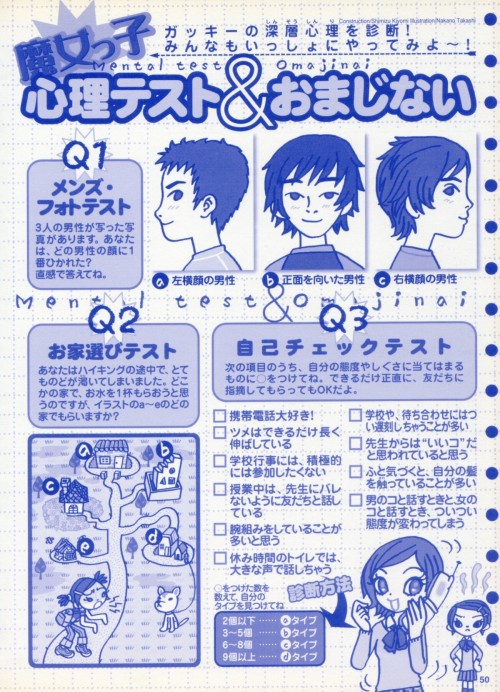 ガッキーの深層心理を診断!
しんそうしんり
Construction/Shimizu Kiyomi Illustration/Nakano Takashi
みんなもいっしょにやってみよ〜!
魔女っ子
Mental test & Omajinai
心理テスト&おまじない
Q1
メンズ・
フォトテスト
3人の男性が写った写
真があります。あなた
は、どの男性の顔に1
番ひかれた?
直感で答えてね。
a 左横顔の男性
b 正面を向いた男性
c 右横顔の男性
Mental test & Omajinai
Q2
お家選びテスト
あなたはハイキングの途中で、とて
ものどが渇いてしまいました。どこ
かの家で、お水を1杯もらおうと思
うのですが、イラストのa〜eのどの
家でもらいますか?
a
b
c
d
e
Q3
自己チェックテスト
次の項目のうち、自分の態度やしぐさに当てはまる
ものに○をつけてね。できるだけ正直に、友だちに
指摘してもらってもOKだよ。
携帯電話大好き!
ツメはできるだけ長く
伸ばしている
学校行事には、積極的
には参加したくない
授業中は、先生にバレ
ないように友だちと話し
ている
腕組みをしていることが
多いと思う
休み時間のトイレでは、
大きな声で話しちゃう
学校や、待ち合わせにはつ
い遅刻しちゃうことが多い
先生からは“いいコ”だ
と思われていると思う
ふと気づくと、自分の髪
を触っていることが多い
男のコと話すときと、女の
コと話すとき、ついつい
態度が変わってしまう
○をつけた数を
数えて、自分の
タイプを見つけてね
診断方法
2個以下 …… aタイプ
3〜5個 …… bタイプ
6〜8個 …… cタイプ
9個以上 …… dタイプ
50